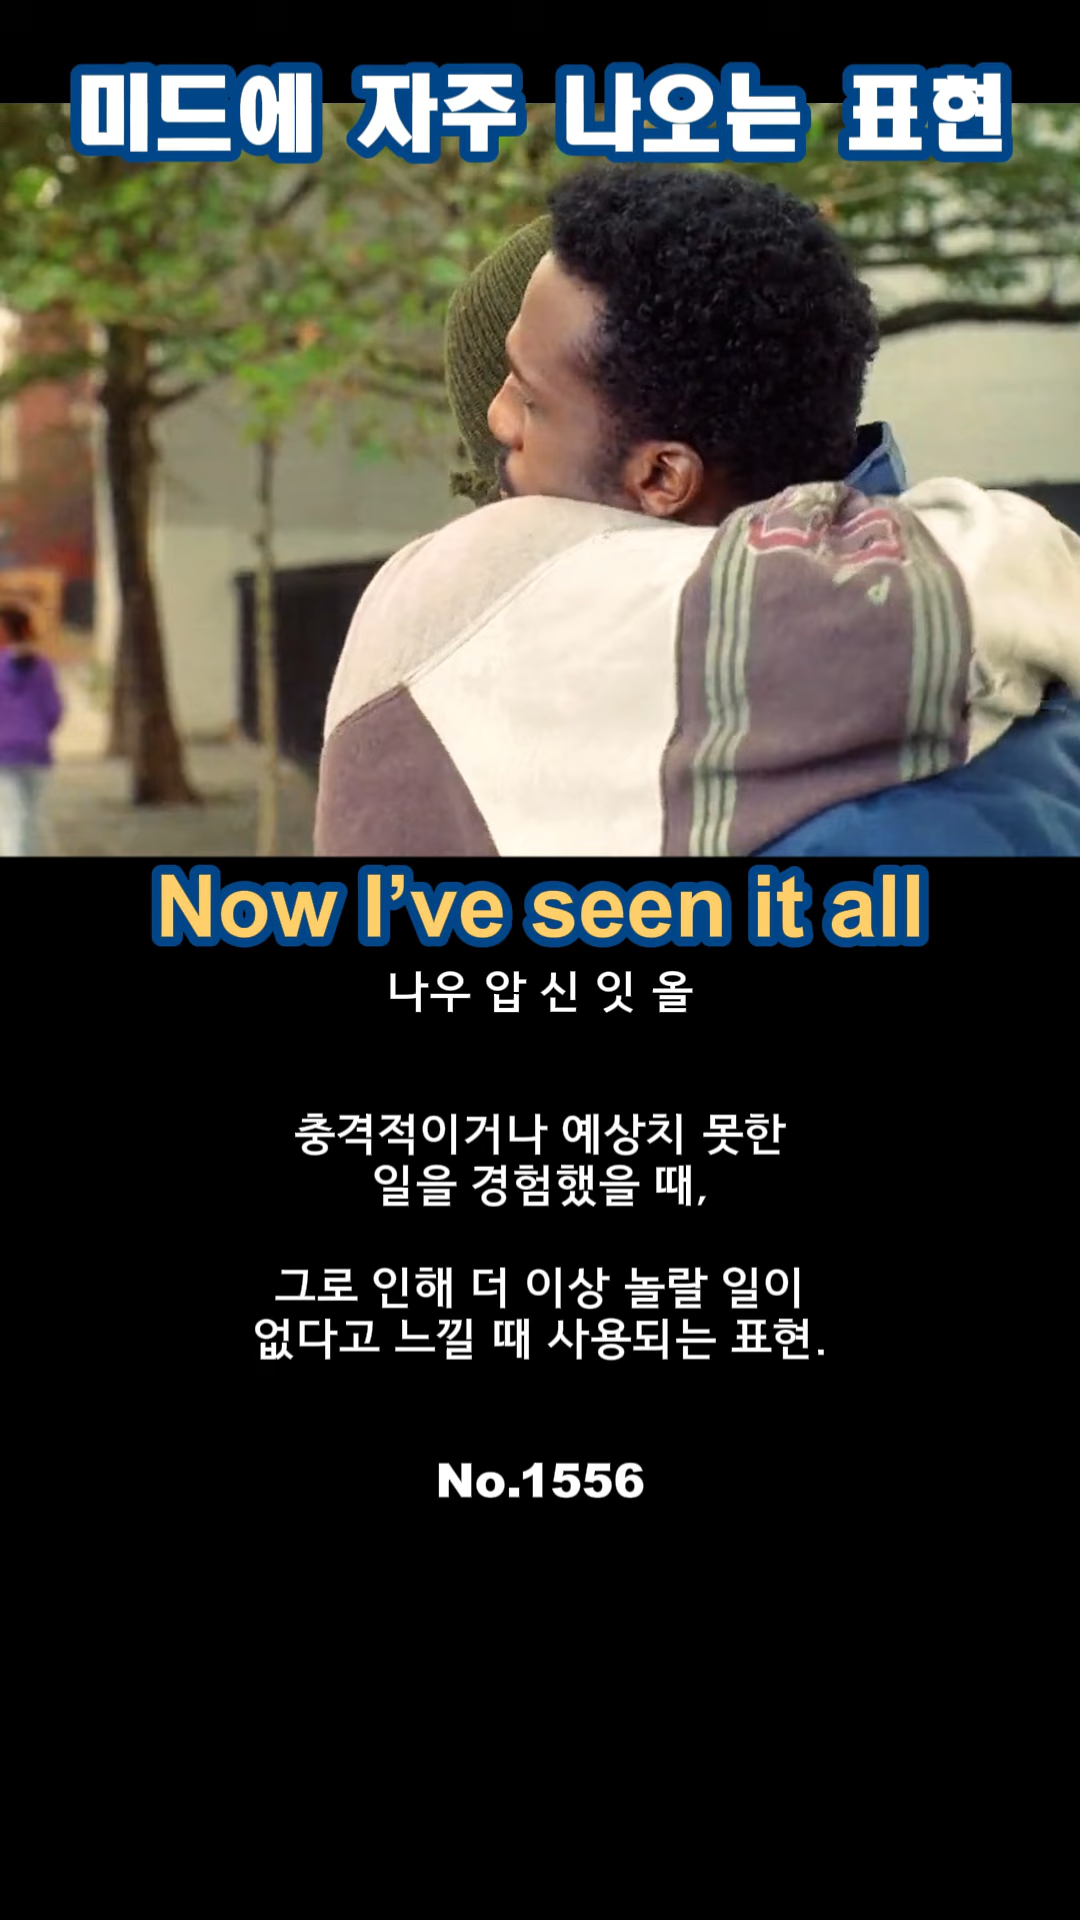 미드에 자주 나오는 표현
Now I’ve seen it all
나우 압 신 잇 올
충격적이거나 예상치 못한
일을 경험했을 때,
그로 인해 더 이상 놀랄 일이
없다고 느낄 때 사용되는 표현.
No.1556